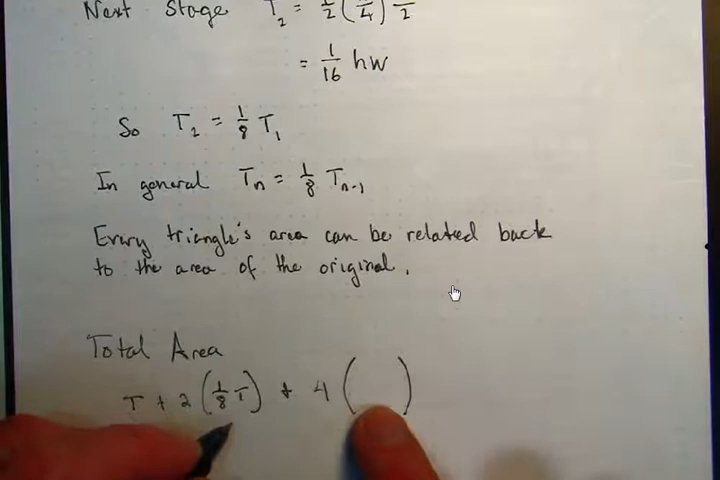 Next Stage T₂ = 1/2 (h/4) w/2
= 1/16 hw
So T₂ = 1/8 T₁
In general Tₙ = 1/8 Tₙ₋₁
Every triangle's area can be related back
to the area of the original.
Total Area
T + 2 (1/8 T) + 4 ( )